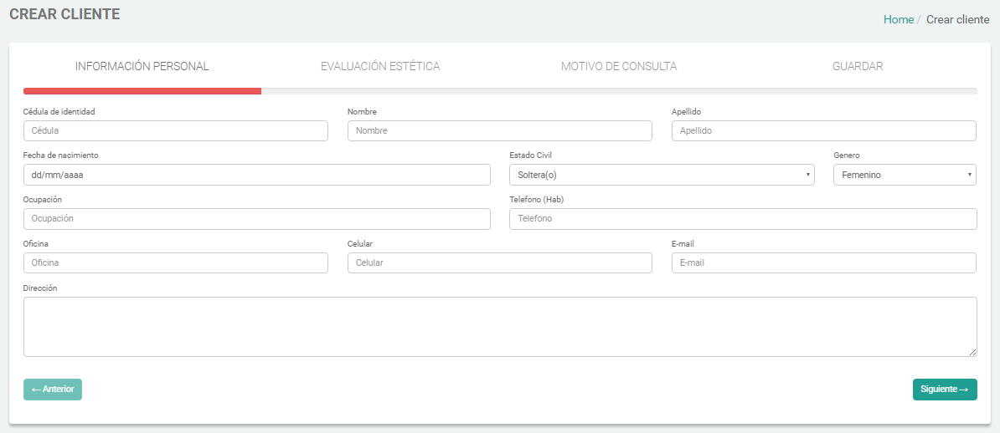 CREAR CLIENTE
Home / Crear cliente
INFORMACIÓN PERSONAL EVALUACIÓN ESTÉTICA MOTIVO DE CONSULTA GUARDAR
Cédula de identidad Nombre Apellido
Cédula Nombre Apellido
Fecha de nacimiento Estado Civil Genero
dd/mm/aaaa Soltera(o) Femenino
Ocupación Telefono (Hab)
Ocupación Telefono
Oficina Celular E-mail
Oficina Celular E-mail
Dirección
← Anterior Siguiente →